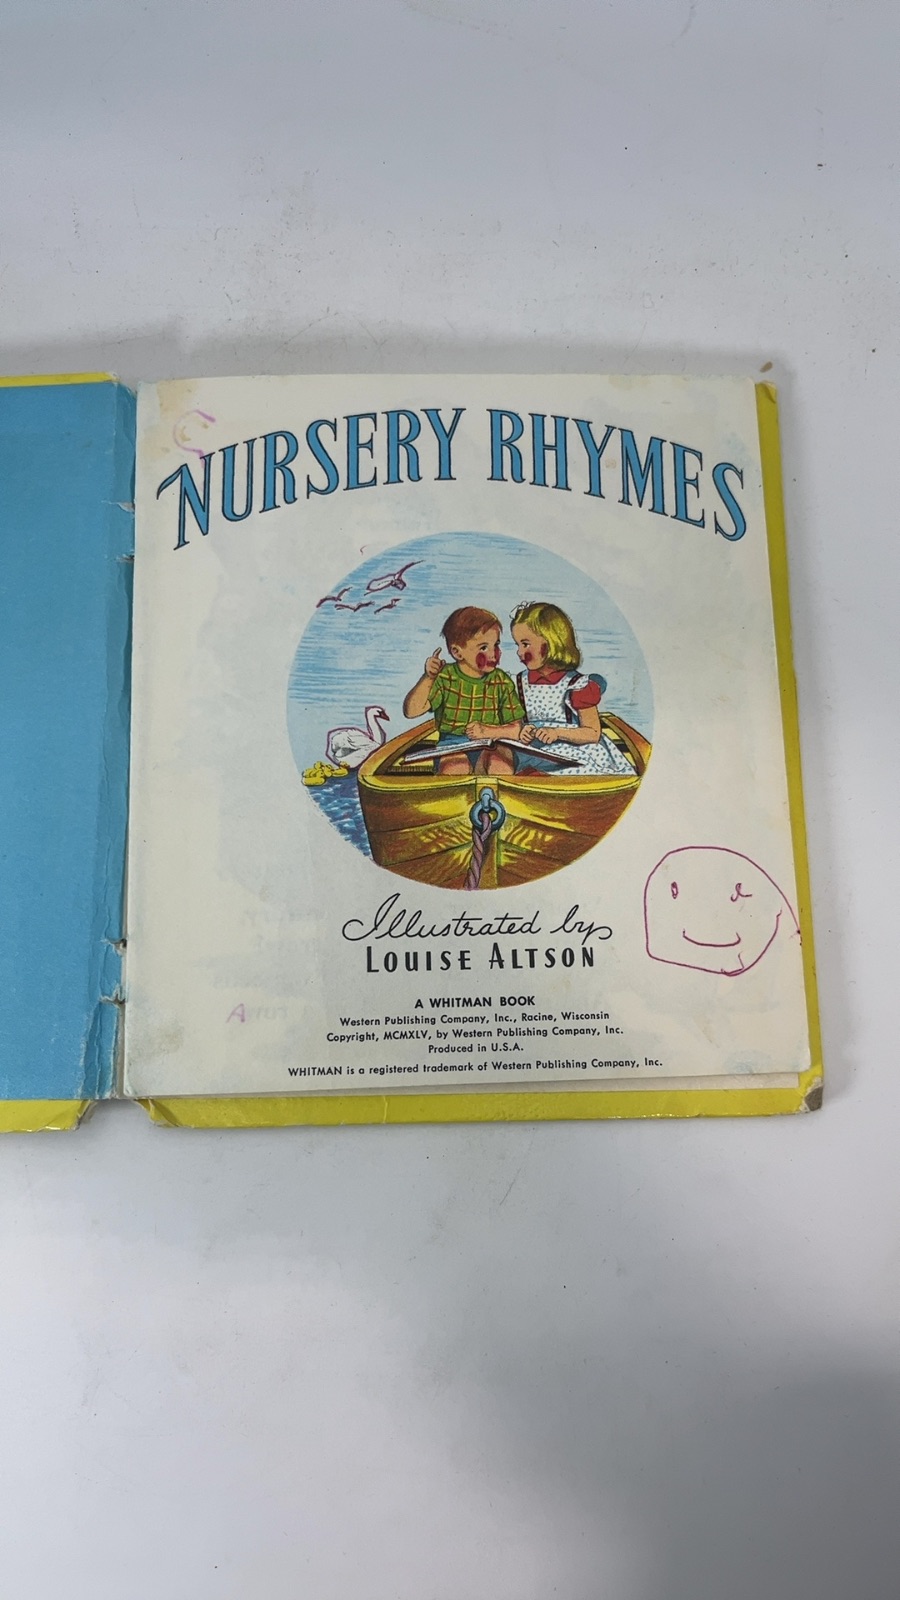 NURSERY RHYMES
Illustrated by
LOUISE ALTSON
A WHITMAN BOOK
Western Publishing Company, Inc., Racine, Wisconsin
Copyright, MCMXLV, by Western Publishing Company, Inc.
Produced in U.S.A.
WHITMAN is a registered trademark of Western Publishing Company, Inc.
A